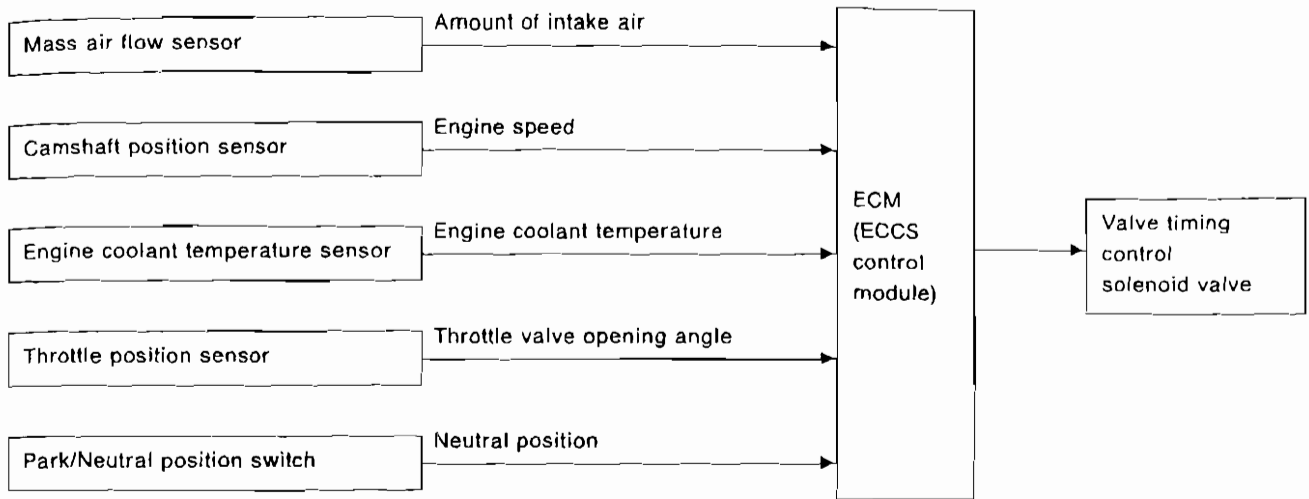 Mass air flow sensor
Amount of intake air
Camshaft position sensor
Engine speed
Engine coolant temperature sensor
Engine coolant temperature
Throttle position sensor
Throttle valve opening angle
Park/Neutral position switch
Neutral position
ECM
(ECCS
control
module)
Valve timing
control
solenoid valve